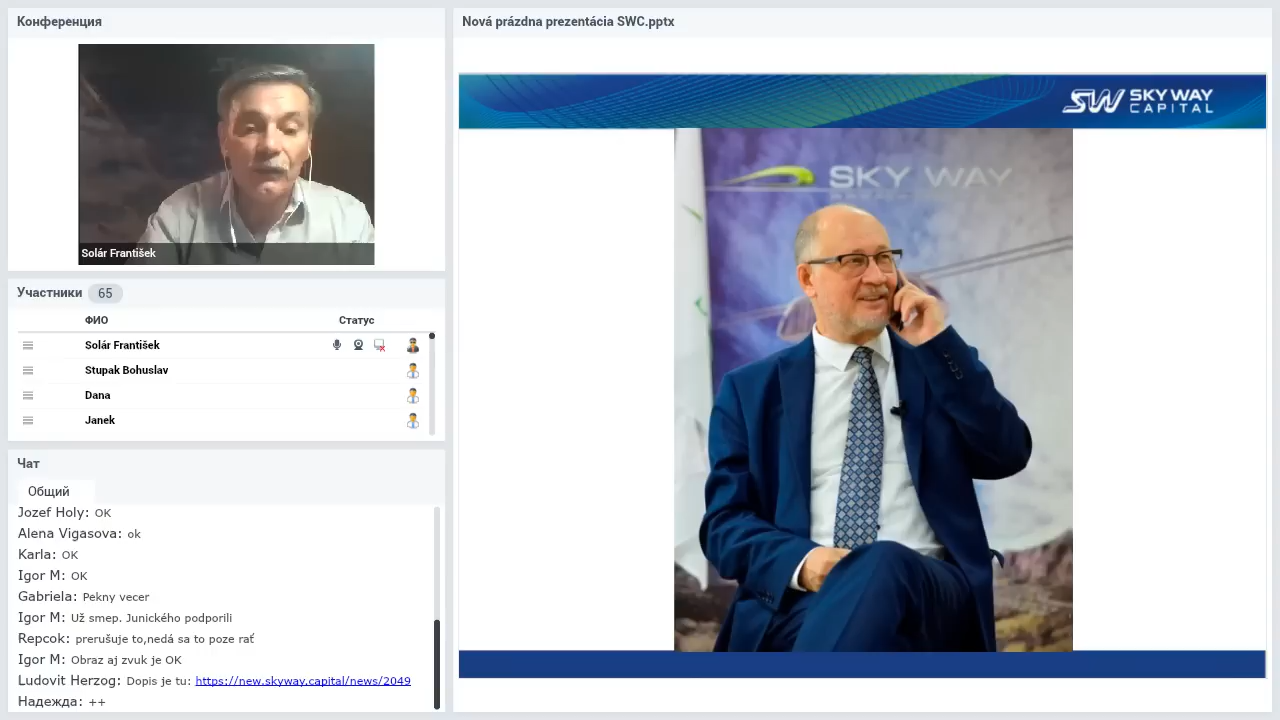 Конференция
Solár František
Участники 65
ФИО Статус
Solár František
Stupak Bohuslav
Dana
Janek
Чат
Общий
Jozef Holy: OK
Alena Vigasova: ok
Karla: OK
Igor M: OK
Gabriela: Pekny vecer
Igor M: Už smep. Junického podporili
Repcok: prerušuje to,nedá sa to poze rať
Igor M: Obraz aj zvuk je OK
Ludovit Herzog: Dopis je tu: https://new.skyway.capital/news/2049
Надежда: ++
Nová prázdna prezentácia SWC.pptx
SW SKY WAY
CAPITAL
SKY WAY